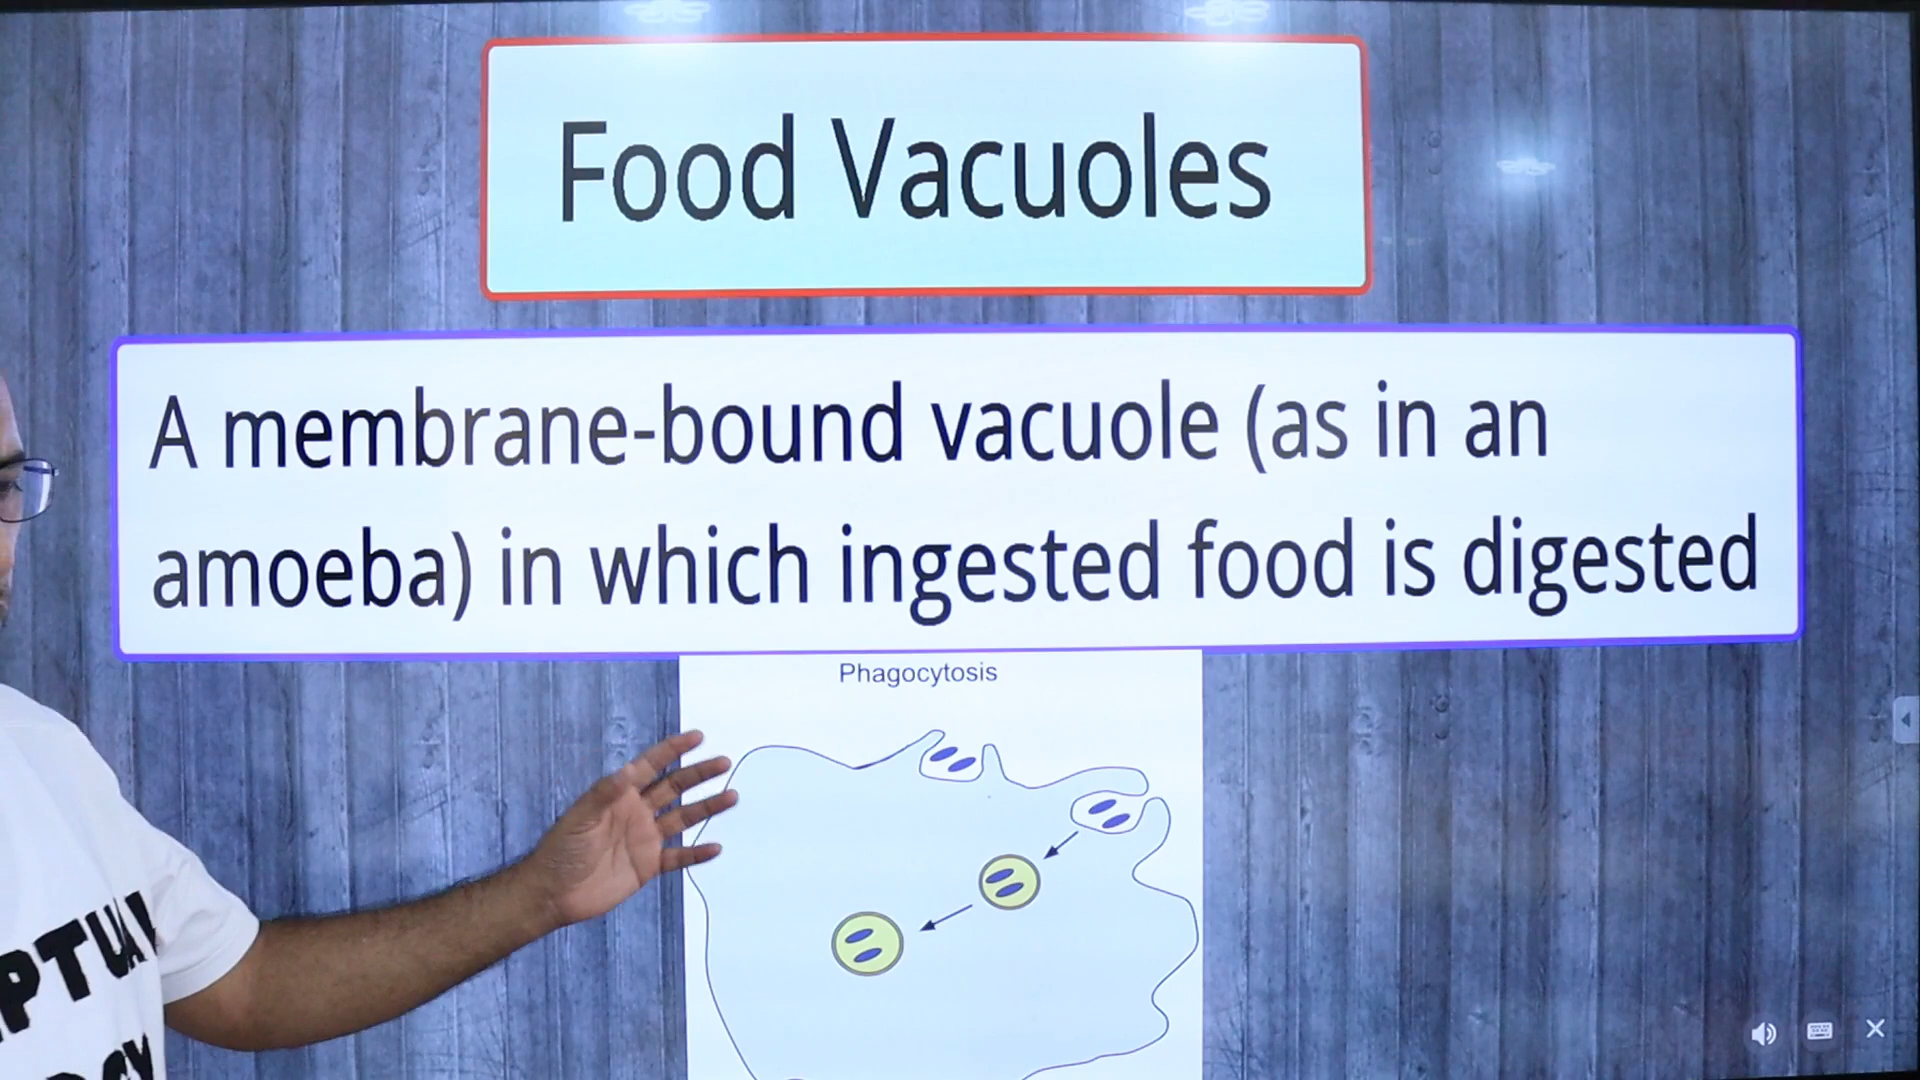 Food Vacuoles
A membrane-bound vacuole (as in an
amoeba) in which ingested food is digested
Phagocytosis